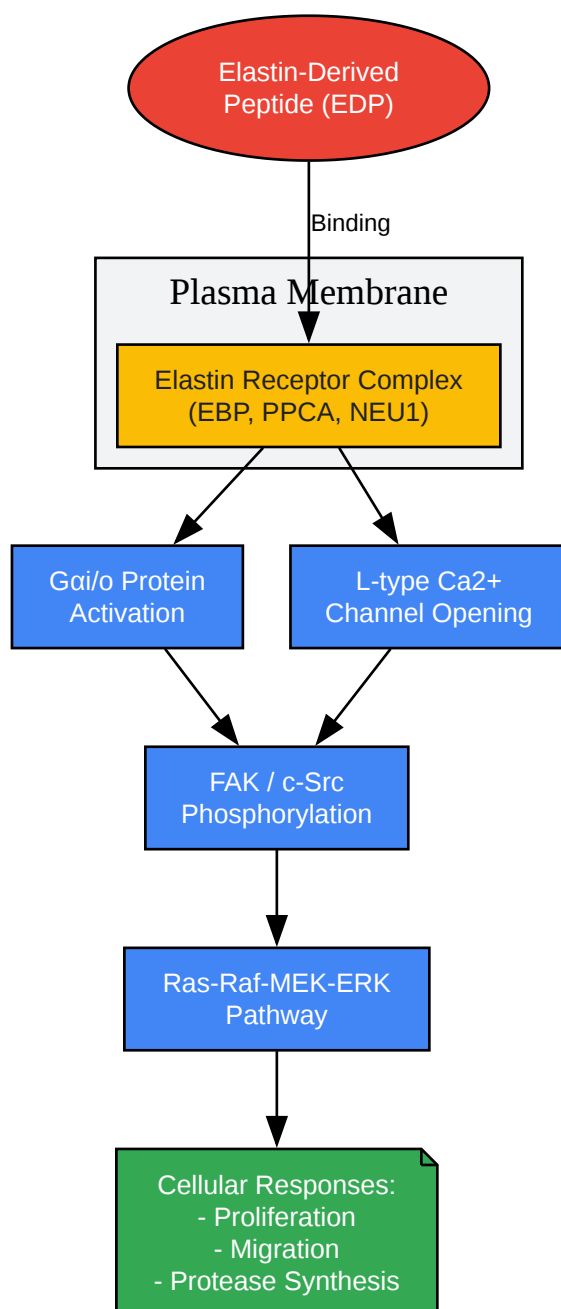 Elastin-Derived
Peptide (EDP)
Binding
Plasma Membrane
Elastin Receptor Complex
(EBP, PPCA, NEU1)
Gαi/o Protein
Activation
L-type Ca2+
Channel Opening
FAK / c-Src
Phosphorylation
Ras-Raf-MEK-ERK
Pathway
Cellular Responses:
- Proliferation
- Migration
- Protease Synthesis